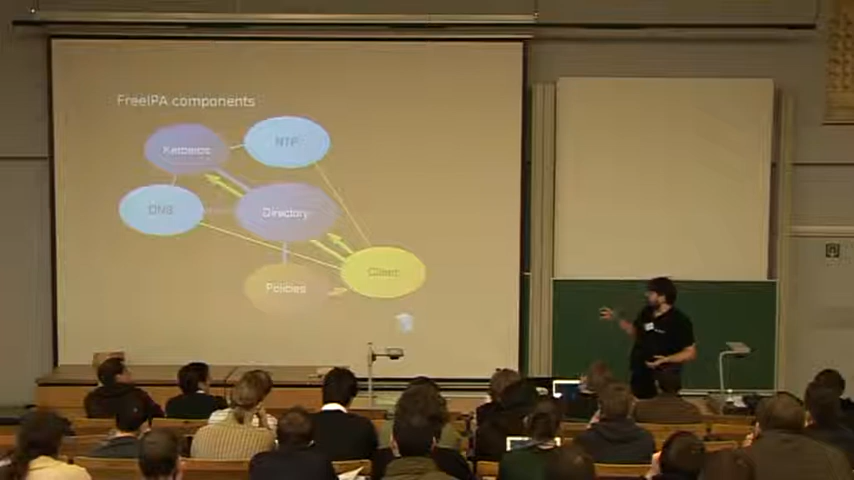 FreeIPA components
Kerberos
NTP
DNS
Directory
Client
Policies